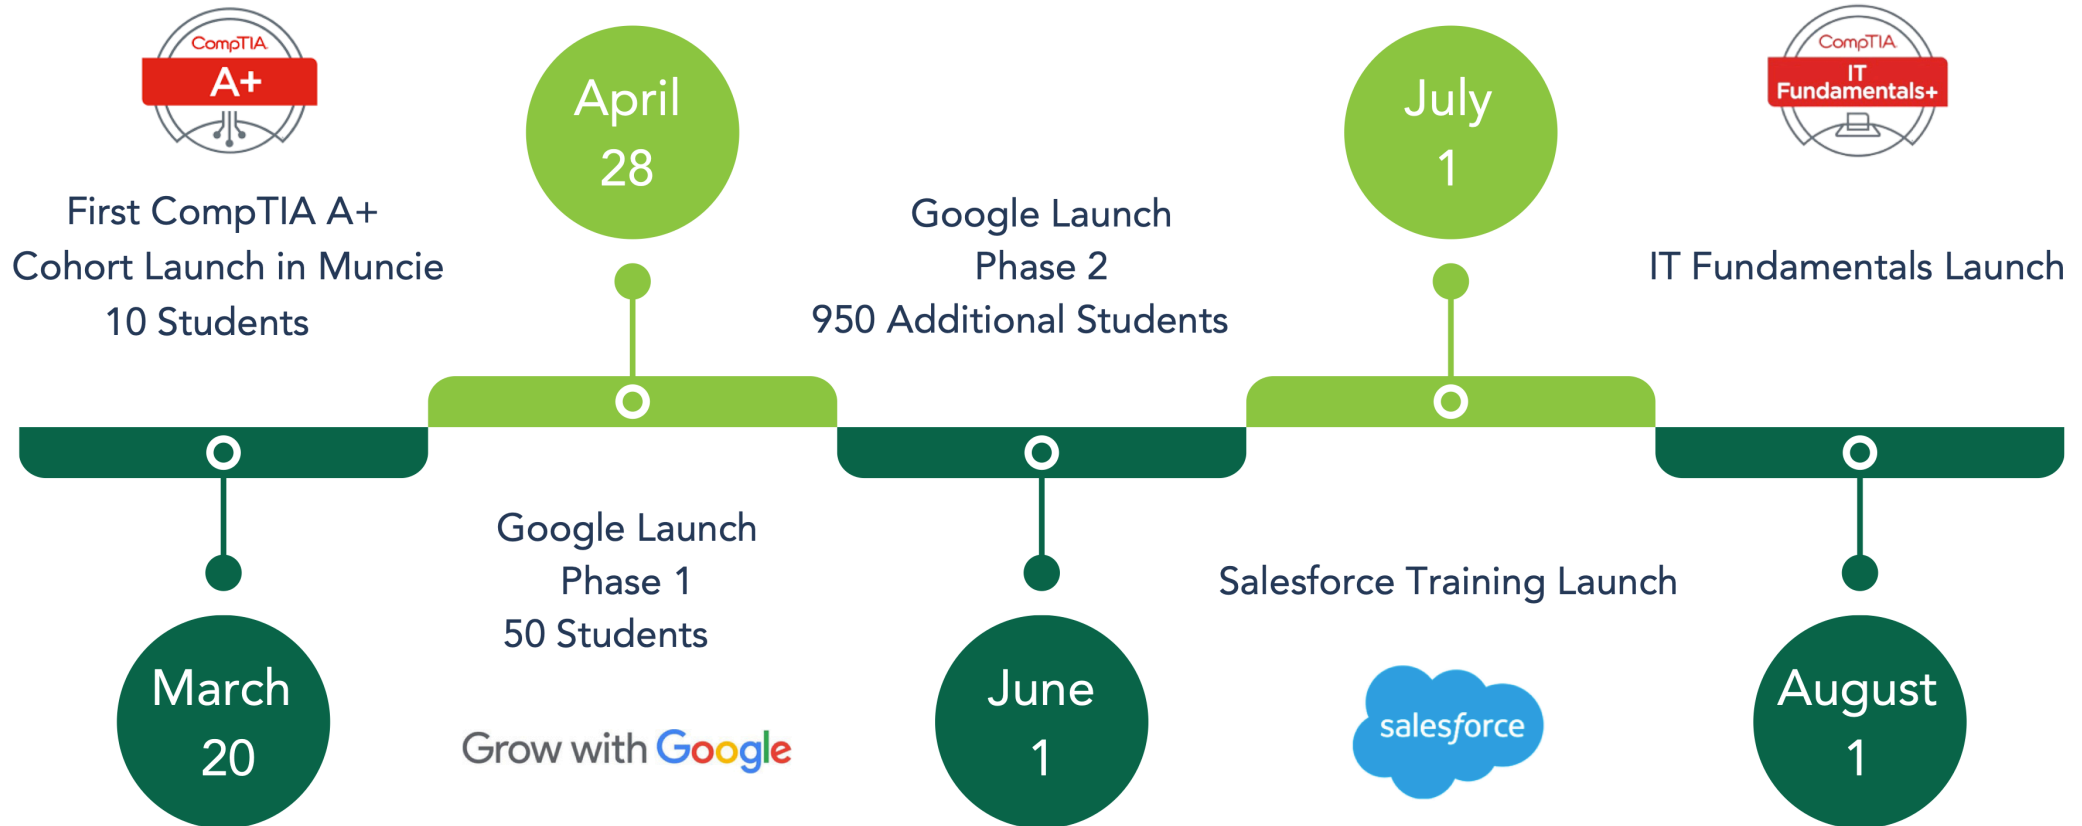 CompTIA
A+
First CompTIA A+
Cohort Launch in Muncie
10 Students
March
20
April
28
Google Launch
Phase 1
50 Students
Grow with Google
Google Launch
Phase 2
950 Additional Students
June
1
July
1
Salesforce Training Launch
salesforce
CompTIA
IT
Fundamentals+
IT Fundamentals Launch
August
1